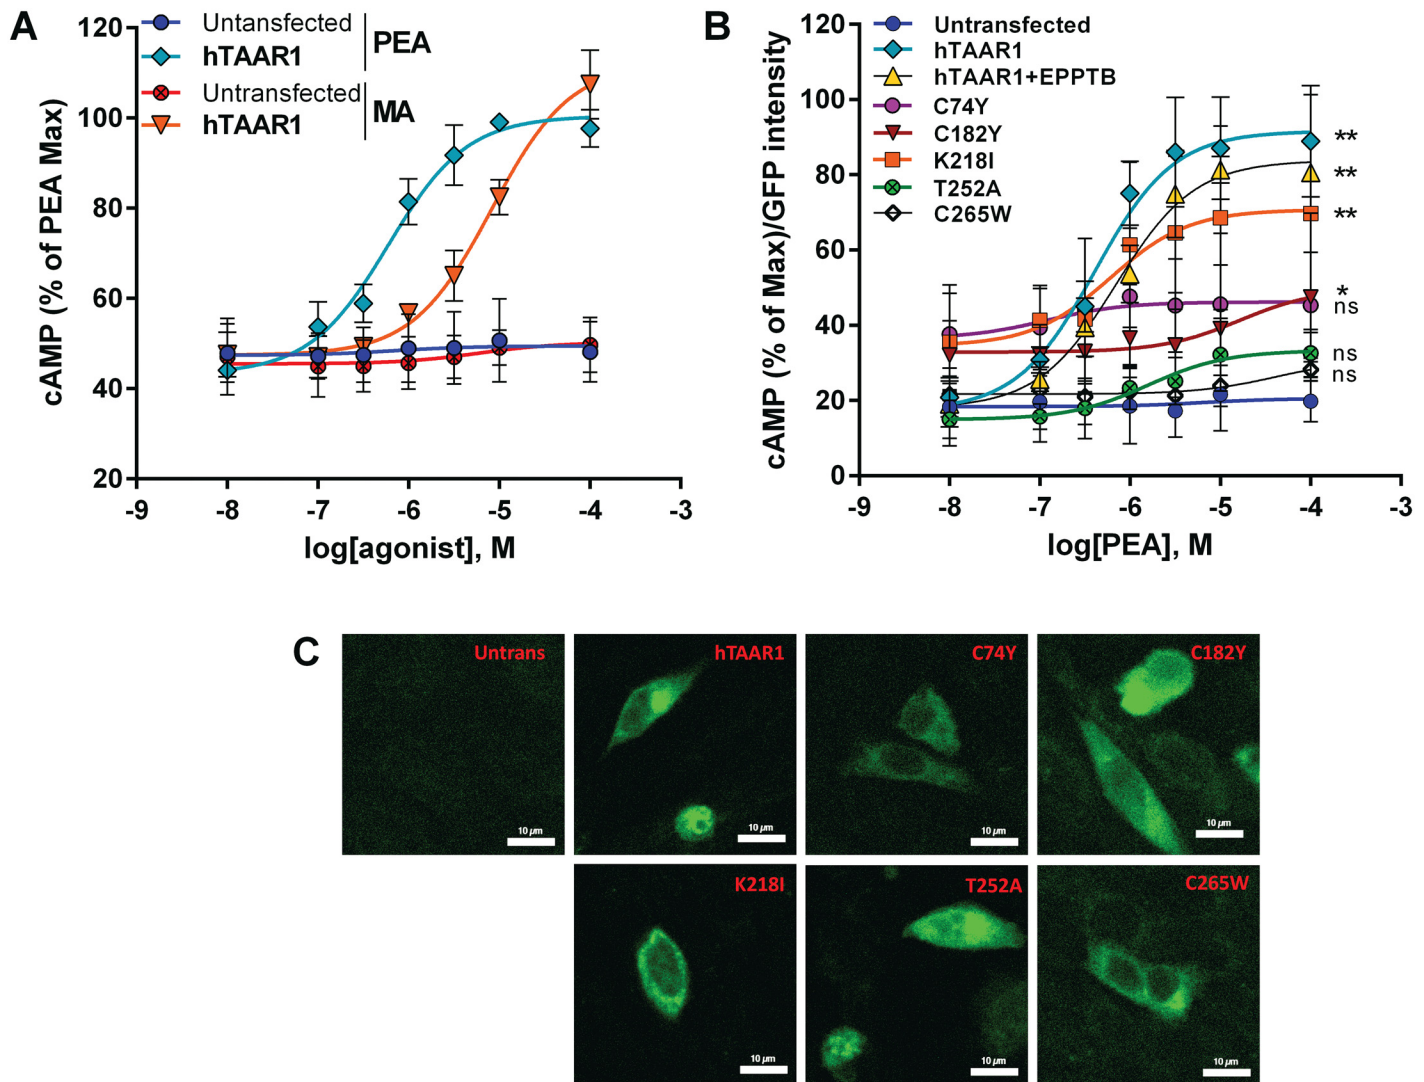 A
Untansfected
hTAAR1
PEA
Untransfected
hTAAR1
MA
cAMP (% of PEA Max)
120
100
80
60
40
20
-9 -8 -7 -6 -5 -4 -3
log[agonist], M
B
Untransfected
hTAAR1
hTAAR1+EPPTB
C74Y
C182Y
K218I
T252A
C265W
cAMP (% of Max)/GFP intensity
120
100
80
60
40
20
0
**
**
**
*
ns
ns
ns
-9 -8 -7 -6 -5 -4 -3
log[PEA], M
C
Untrans
10 µm
hTAAR1
10 µm
C74Y
10 µm
C182Y
10 µm
K218I
10 µm
T252A
10 µm
C265W
10 µm